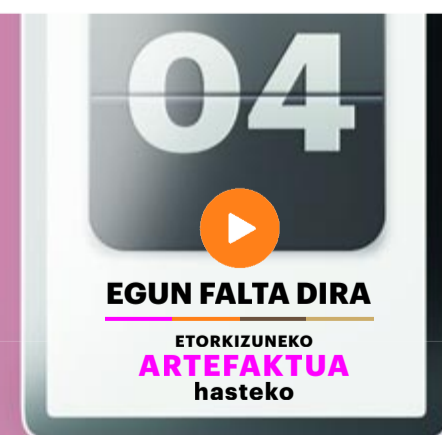 04
EGUN FALTA DIRA
ETORKIZUNEKO
ARTEFAKTUA
hasteko